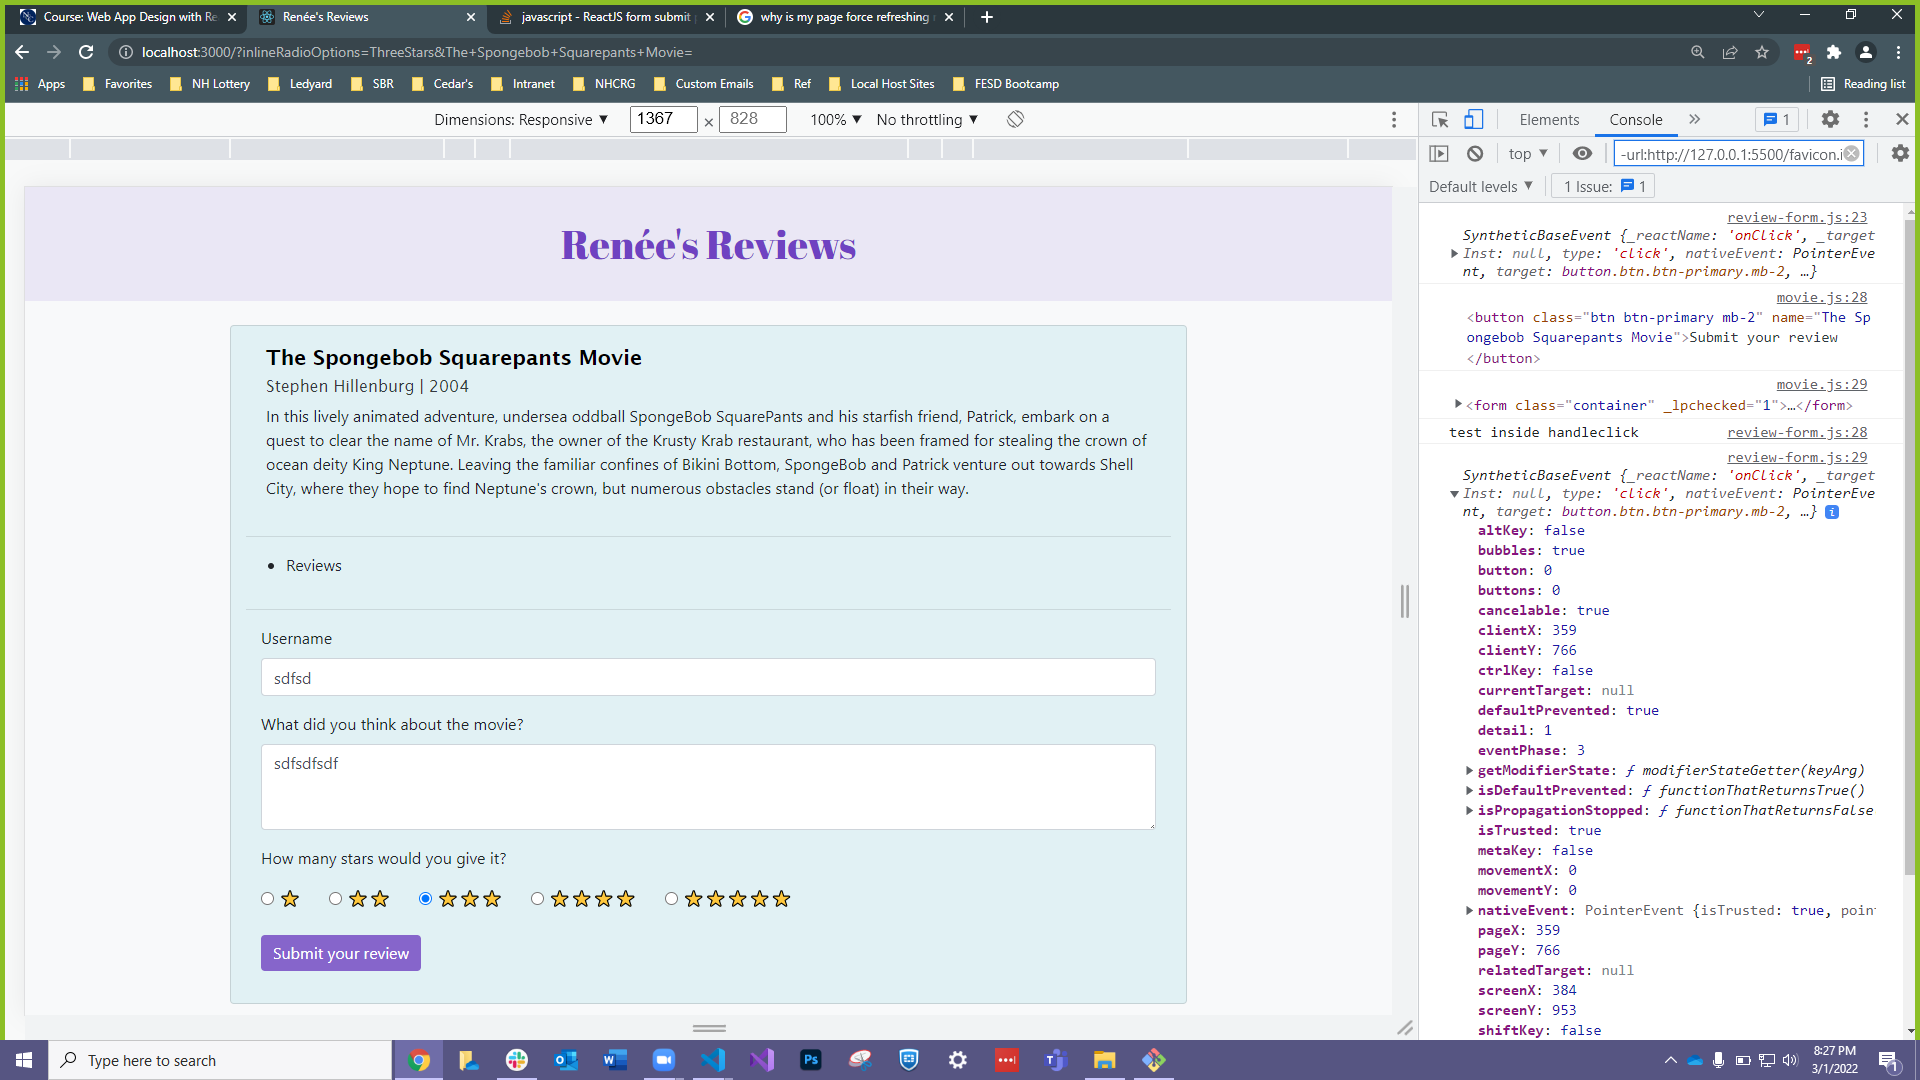 Course: Web App Design with Re
Renée's Reviews
javascript - ReactJS form submit
why is my page force refreshing
localhost:3000/?inlineRadioOptions=ThreeStars&The+Spongebob+Squarepants+Movie=
2
Apps
Favorites
NH Lottery
Ledyard
SBR
Cedar's
Intranet
NHCRG
Custom Emails
Ref
Local Host Sites
FESD Bootcamp
Reading list
Dimensions: Responsive ▼ 1367 × 828 100% ▼ No throttling ▼
Renée's Reviews
The Spongebob Squarepants Movie
Stephen Hillenburg | 2004
In this lively animated adventure, undersea oddball SpongeBob SquarePants and his starfish friend, Patrick, embark on a
quest to clear the name of Mr. Krabs, the owner of the Krusty Krab restaurant, who has been framed for stealing the crown of
ocean deity King Neptune. Leaving the familiar confines of Bikini Bottom, SpongeBob and Patrick venture out towards Shell
City, where they hope to find Neptune's crown, but numerous obstacles stand (or float) in their way.
• Reviews
Username
sdfsd
What did you think about the movie?
sdfsdfsdf
How many stars would you give it?
Submit your review
Elements Console » 1
top ▼ -url:http://127.0.0.1:5500/favicon.i
Default levels ▼ 1 Issue: 1
review-form.js:23
SyntheticBaseEvent {_reactName: 'onClick', _target
Inst: null, type: 'click', nativeEvent: PointerEve
nt, target: button.btn.btn-primary.mb-2, …}
movie.js:28
<button class="btn btn-primary mb-2" name="The Sp
ongebob Squarepants Movie">Submit your review
</button>
movie.js:29
<form class="container" _lpchecked="1">…</form>
test inside handleclick review-form.js:28
review-form.js:29
SyntheticBaseEvent {_reactName: 'onClick', _target
Inst: null, type: 'click', nativeEvent: PointerEve
nt, target: button.btn.btn-primary.mb-2, …} i
altKey: false
bubbles: true
button: 0
buttons: 0
cancelable: true
clientX: 359
clientY: 766
ctrlKey: false
currentTarget: null
defaultPrevented: true
detail: 1
eventPhase: 3
getModifierState: ƒ modifierStateGetter(keyArg)
isDefaultPrevented: ƒ functionThatReturnsTrue()
isPropagationStopped: ƒ functionThatReturnsFalse
isTrusted: true
metaKey: false
movementX: 0
movementY: 0
nativeEvent: PointerEvent {isTrusted: true, poin
pageX: 359
pageY: 766
relatedTarget: null
screenX: 384
screenY: 953
shiftKey: false
Type here to search
Ps
8:27 PM
3/1/2022
1